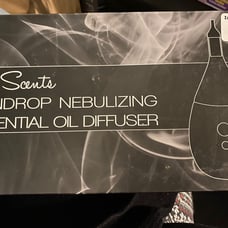 Scents
NDROP NEBULIZING
ENTIAL OIL DIFFUSER